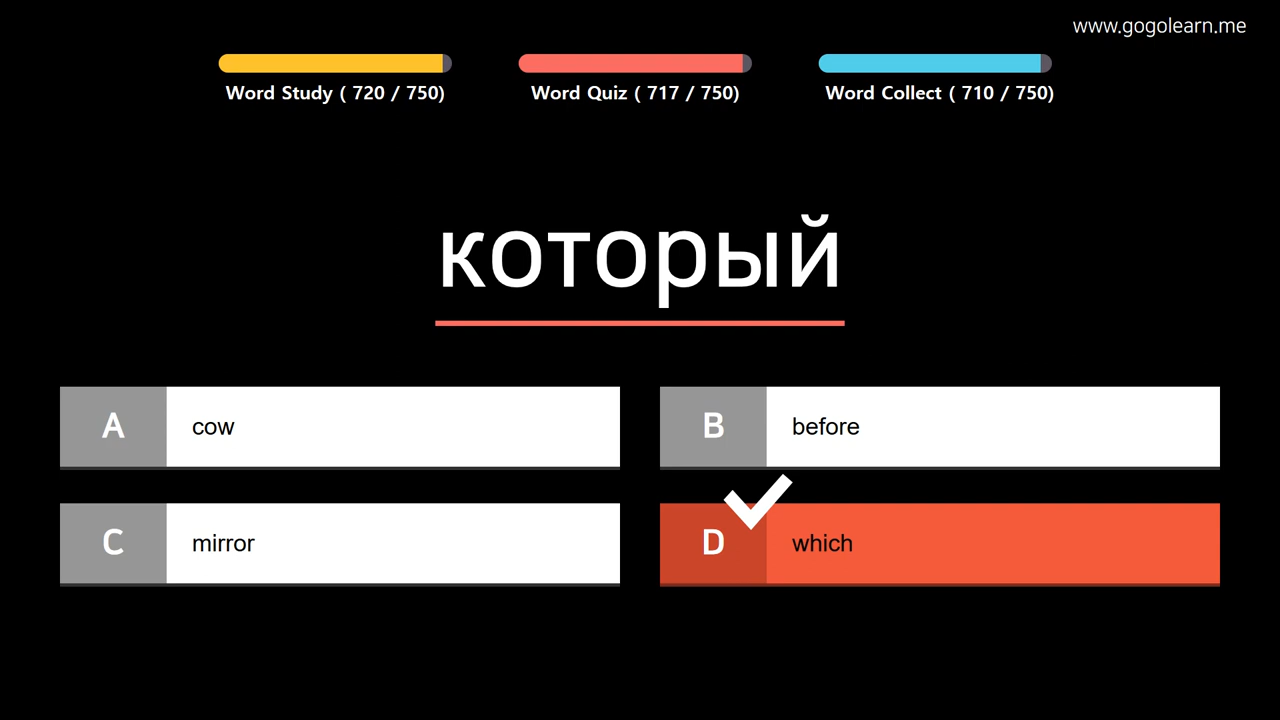 www.gogolearn.me
Word Study ( 720 / 750)
Word Quiz ( 717 / 750)
Word Collect ( 710 / 750)
который
A cow
B before
C mirror
D which